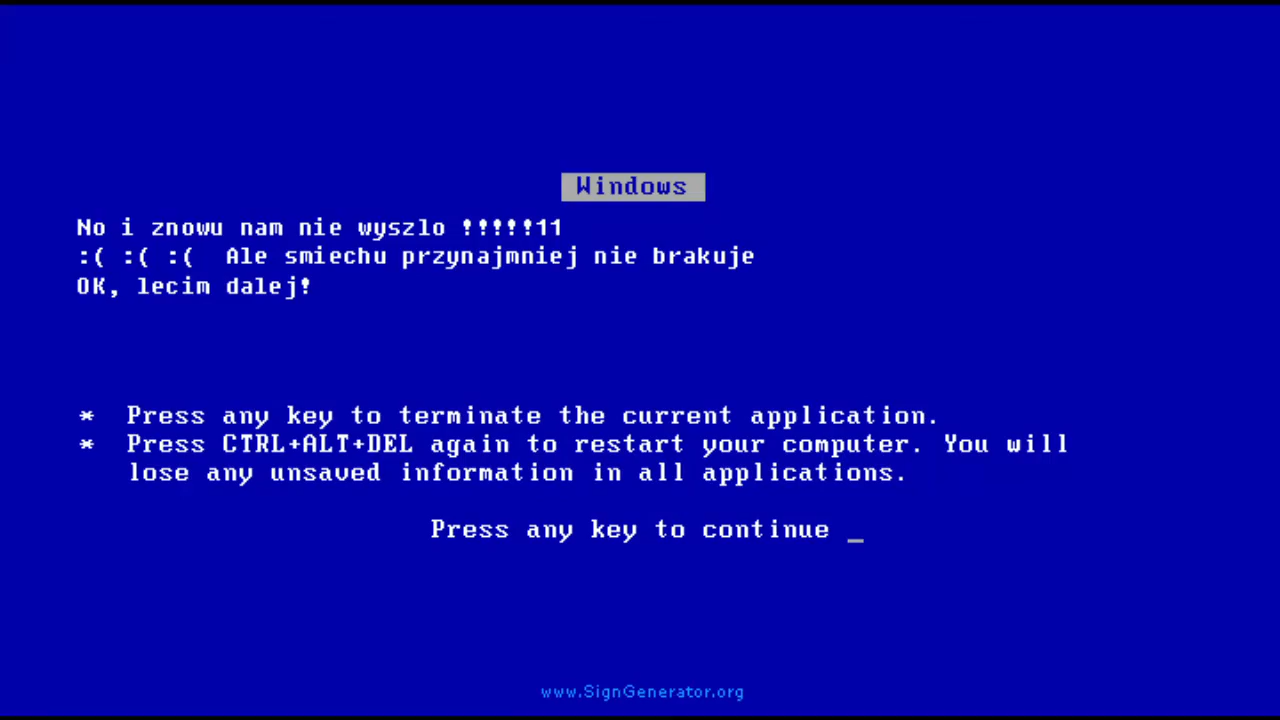 Windows
No i znowu nam nie wyszlo !!!!!11
:( :( :(  Ale smiechu przynajmniej nie brakuje
OK, lecim dalej!
*  Press any key to terminate the current application.
*  Press CTRL+ALT+DEL again to restart your computer. You will
lose any unsaved information in all applications.
Press any key to continue _
www.SignGenerator.org